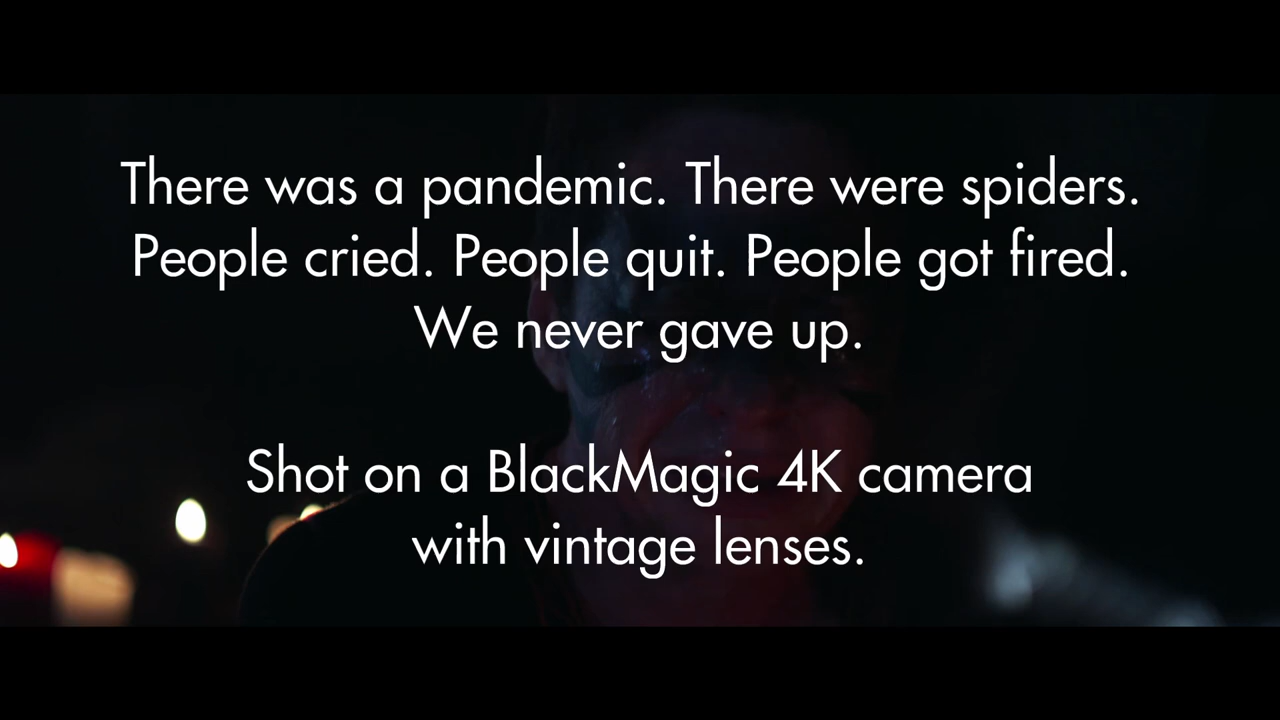 There was a pandemic. There were spiders.
People cried. People quit. People got fired.
We never gave up.
Shot on a BlackMagic 4K camera
with vintage lenses.